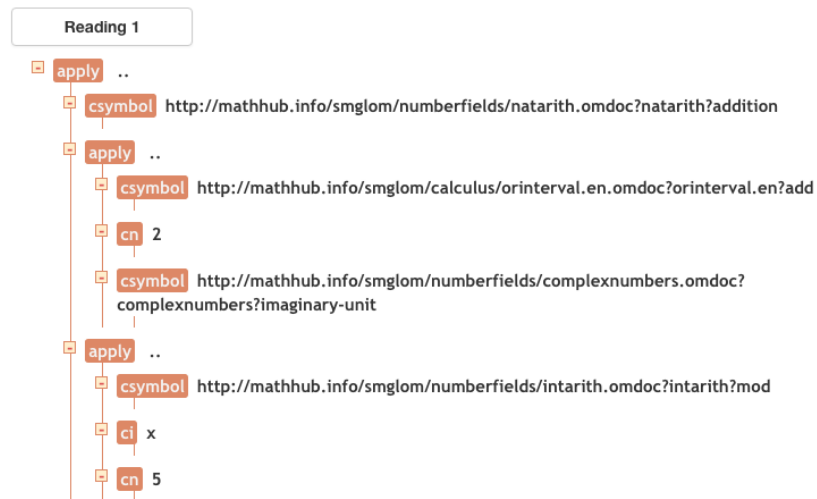 Reading 1
apply ..
csymbol http://mathhub.info/smglom/numberfields/natarith.omdoc?natarith?addition
apply ..
csymbol http://mathhub.info/smglom/calculus/orinterval.en.omdoc?orinterval.en?add
cn 2
csymbol http://mathhub.info/smglom/numberfields/complexnumbers.omdoc?
complexnumbers?imaginary-unit
apply ..
csymbol http://mathhub.info/smglom/numberfields/intarith.omdoc?intarith?mod
ci x
cn 5